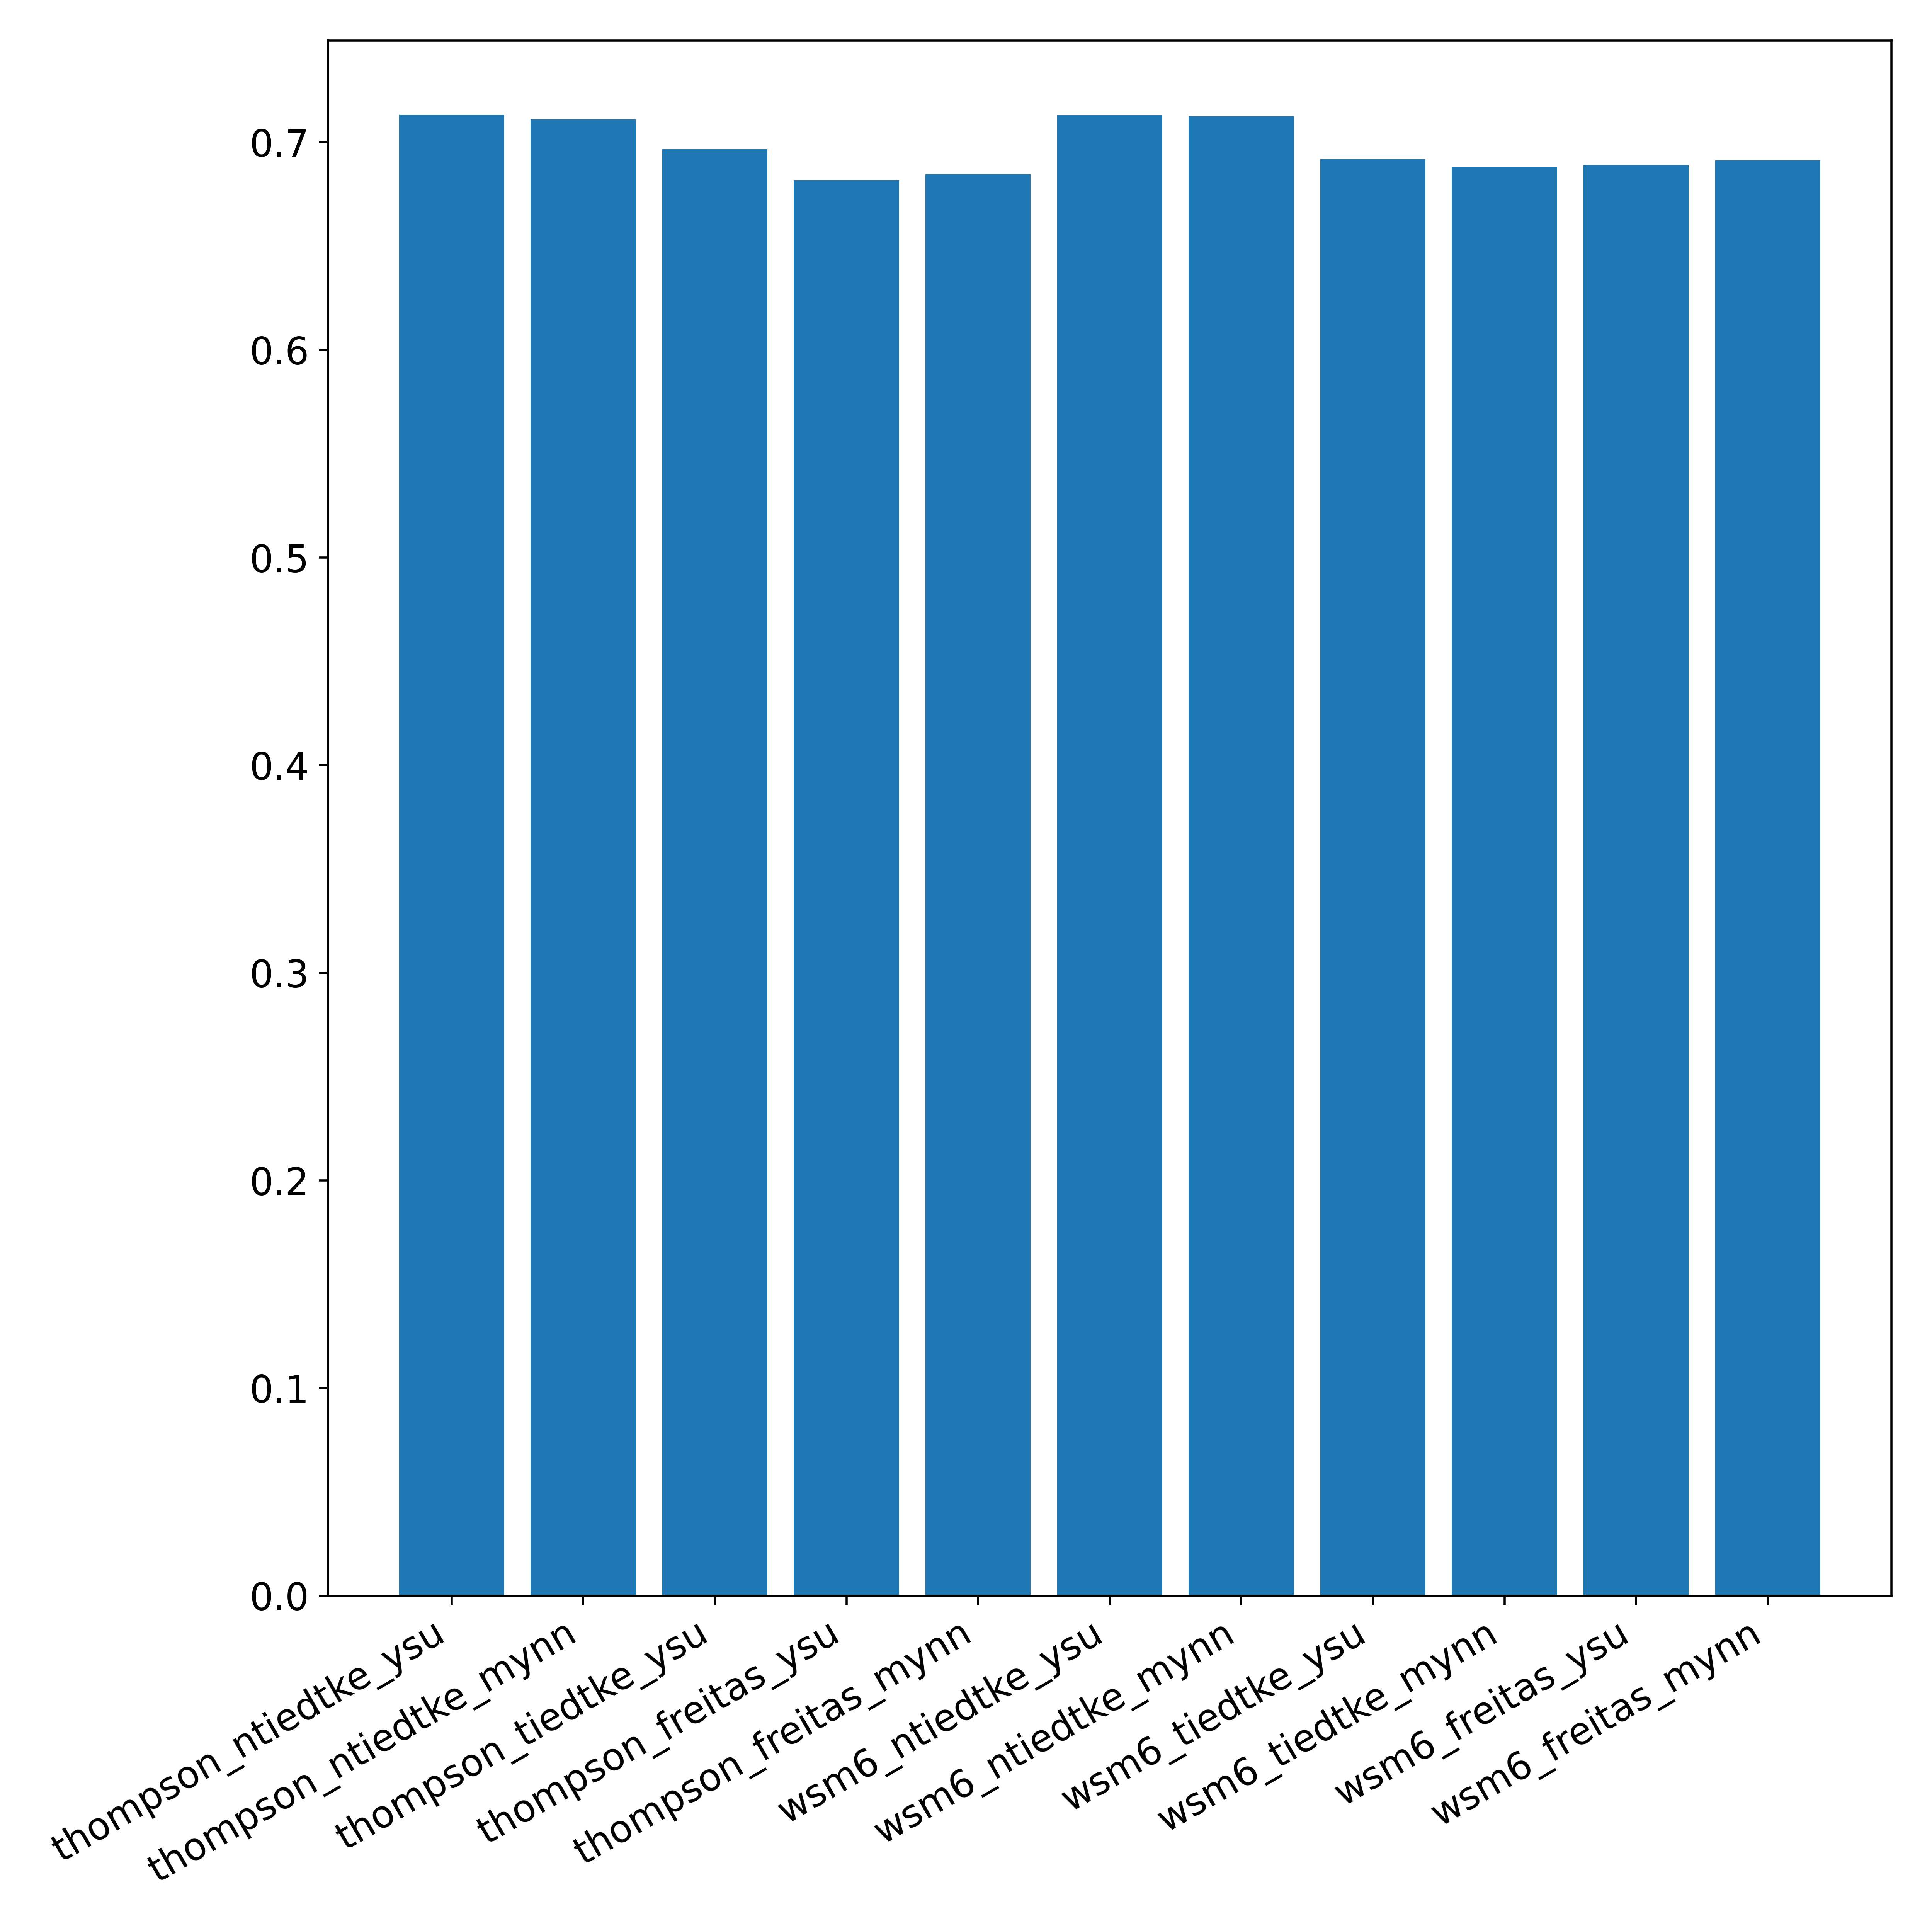 0.7
0.6
0.5
0.4
0.3
0.2
0.1
0.0
thompson_ntiedtke_ysu
thompson_ntiedtke_mynn
thompson_tiedtke_ysu
thompson_freitas_ysu
thompson_freitas_mynn
wsm6_ntiedtke_ysu
wsm6_ntiedtke_mynn
wsm6_tiedtke_ysu
wsm6_tiedtke_mynn
wsm6_freitas_ysu
wsm6_freitas_mynn